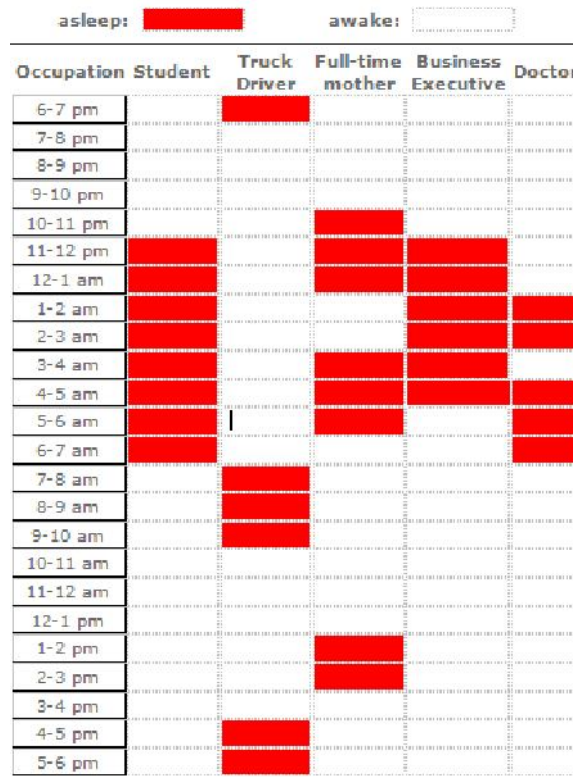 asleep: awake:
Occupation Student Truck Driver Full-time mother Business Executive Doctor
6-7 pm
7-8 pm
8-9 pm
9-10 pm
10-11 pm
11-12 pm
12-1 am
1-2 am
2-3 am
3-4 am
4-5 am
5-6 am
6-7 am
7-8 am
8-9 am
9-10 am
10-11 am
11-12 am
12-1 pm
1-2 pm
2-3 pm
3-4 pm
4-5 pm
5-6 pm